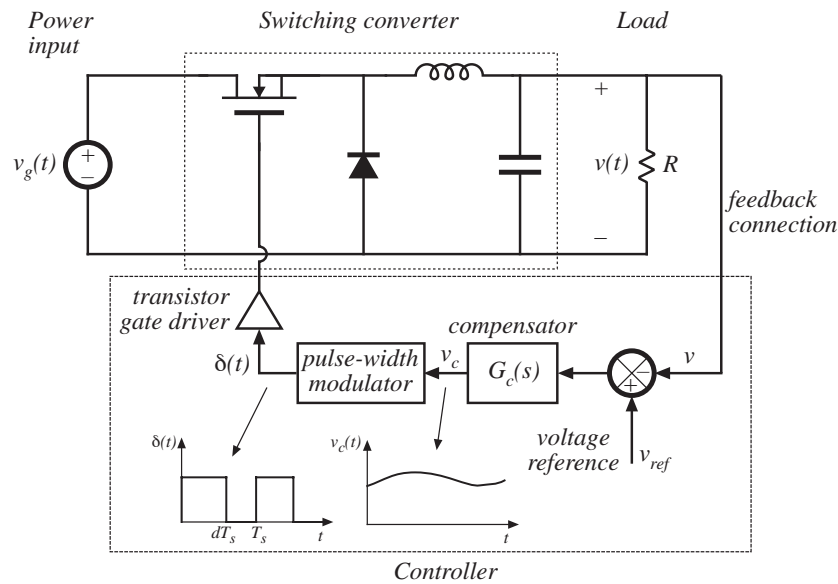 Power
input
Switching converter
Load
+
–
v_g(t)
+
–
v(t)
R
feedback
connection
transistor
gate driver
compensator
δ(t)
pulse-width
modulator
v_c
G_c(s)
–
+
v
voltage
reference
v_ref
δ(t)
dT_s
T_s
t
v_c(t)
t
Controller